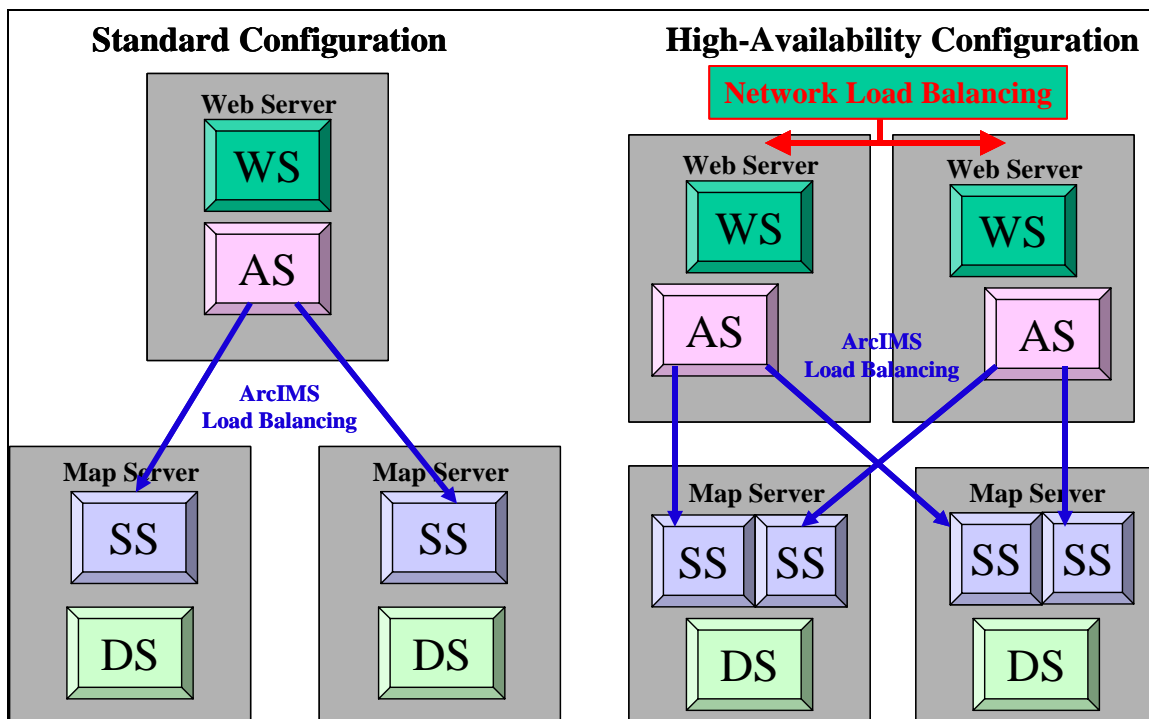 Standard Configuration
Web Server
WS
AS
ArcIMS
Load Balancing
Map Server
SS
DS
Map Server
SS
DS
High-Availability Configuration
Network Load Balancing
Web Server
WS
AS
Web Server
WS
AS
ArcIMS
Load Balancing
Map Server
SS SS
DS
Map Server
SS SS
DS